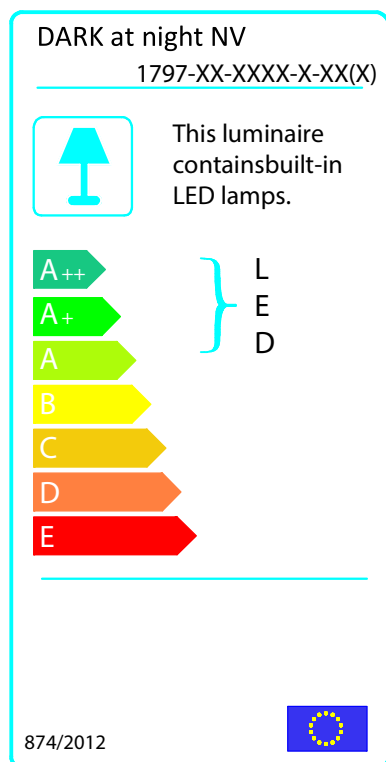 DARK at night NV
1797-XX-XXXX-X-XX(X)
This luminaire
containsbuilt-in
LED lamps.
A++
A+
A
B
C
D
E
L
E
D
874/2012